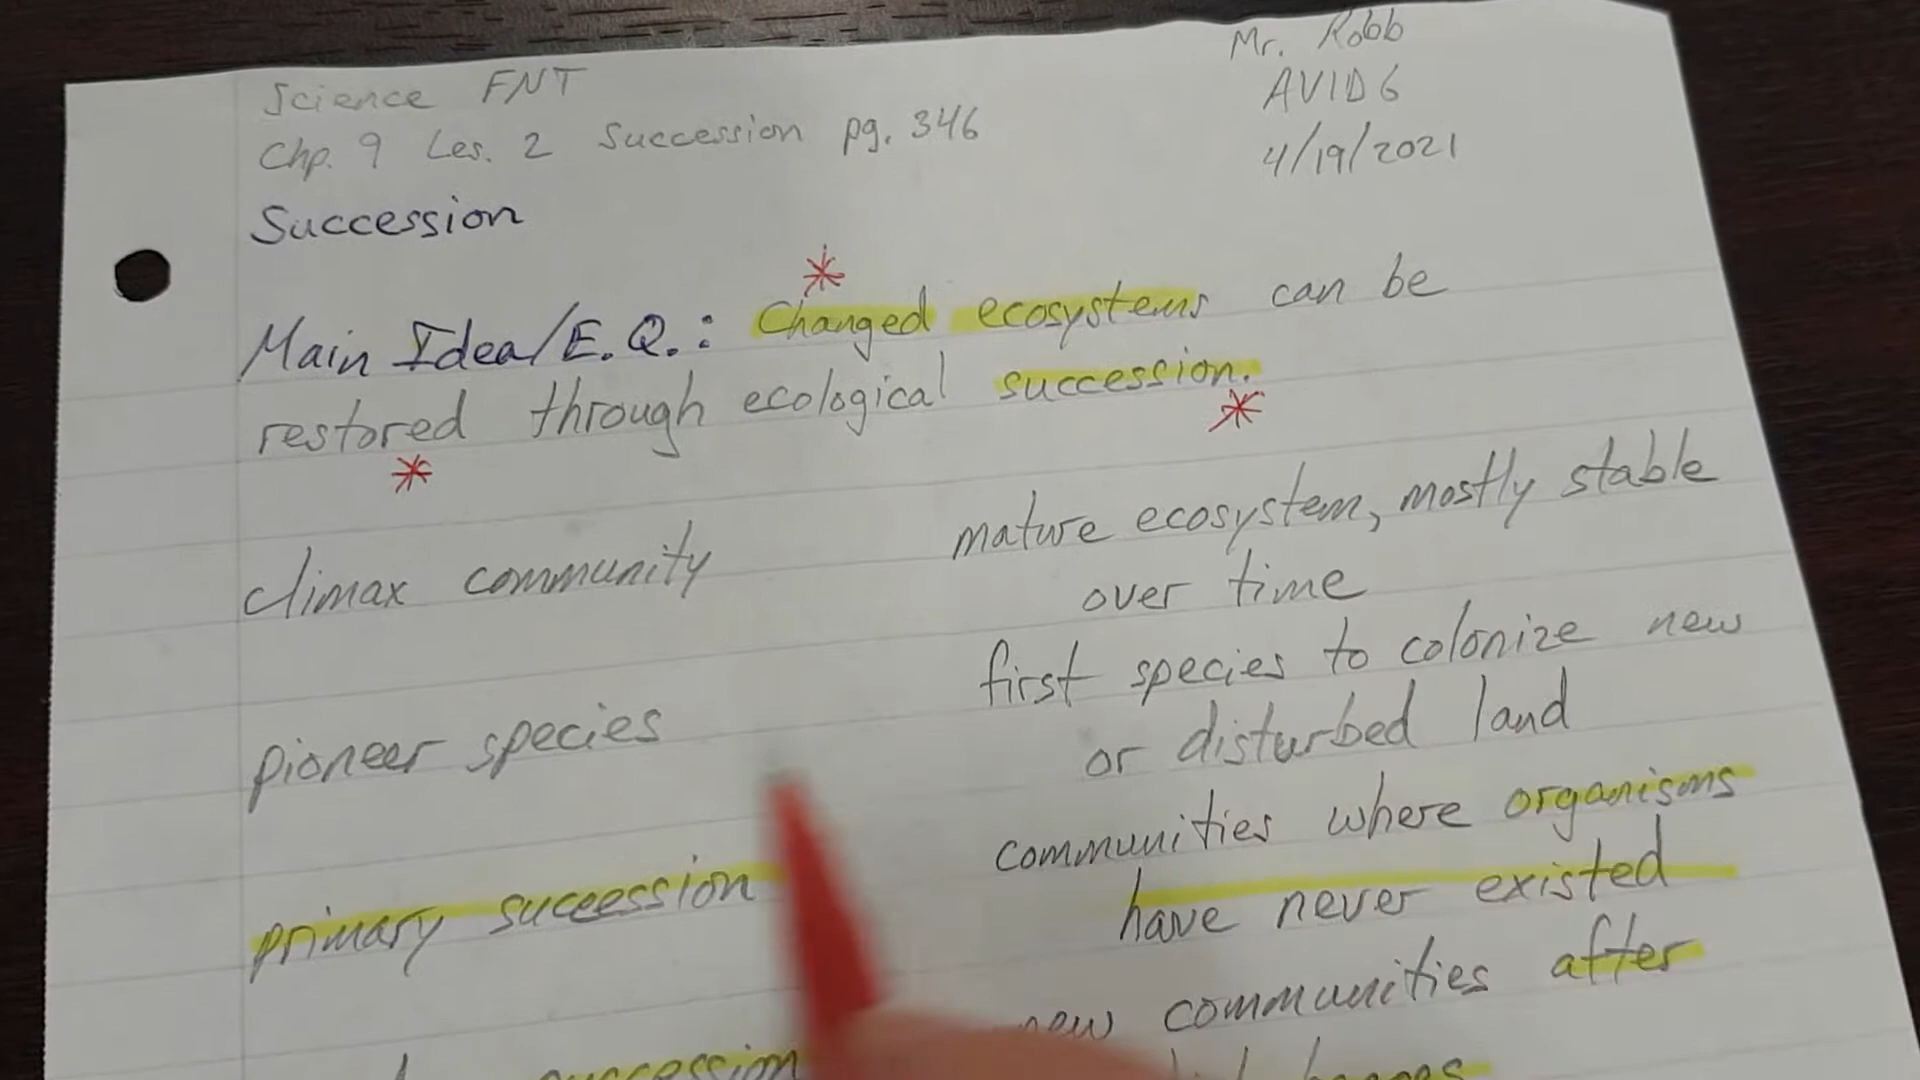 Mr. Robb
Science FNT
AVID 6
Chp. 9 Les. 2 Succession pg. 346
4/19/2021
Succession
Main Idea/E.Q.: Changed ecosystems can be
restored through ecological succession.
climax community
mature ecosystem, mostly stable
over time
pioneer species
first species to colonize new
or disturbed land
primary succession
communities where organisms
have never existed
succession
new communities after